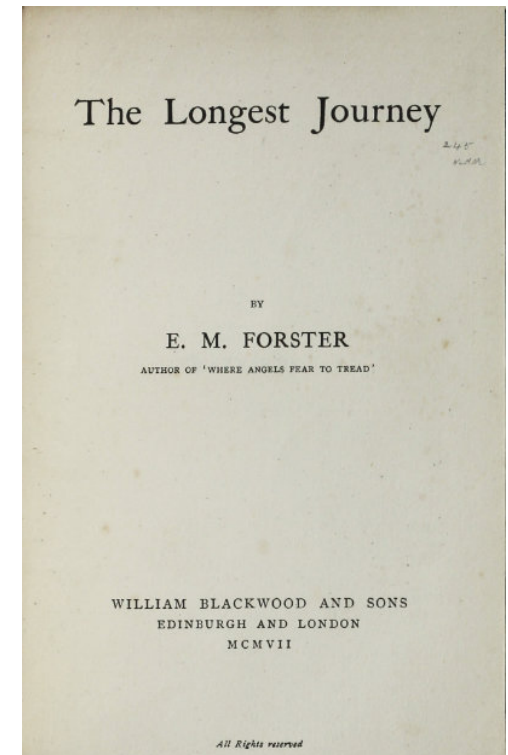 The Longest Journey
245
BY
E. M. FORSTER
AUTHOR OF 'WHERE ANGELS FEAR TO TREAD'
WILLIAM BLACKWOOD AND SONS
EDINBURGH AND LONDON
MCMVII
All Rights reserved